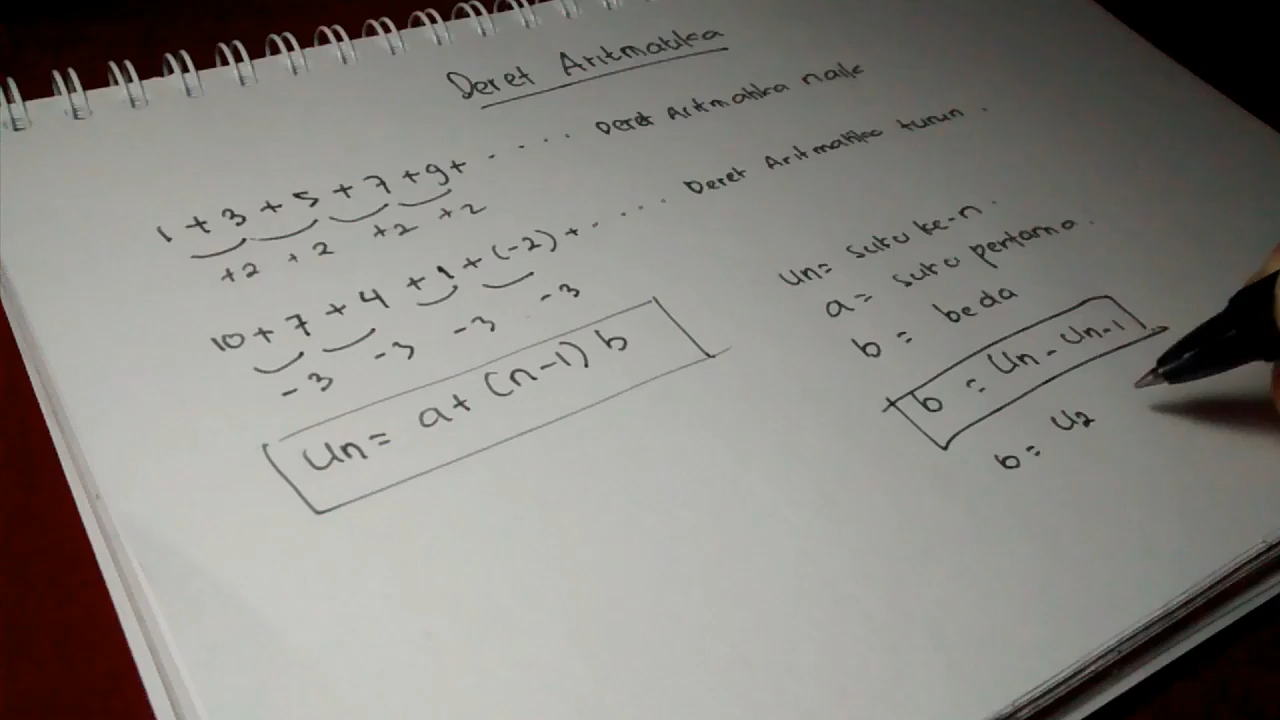 Deret Aritmatika
1 + 3 + 5 + 7 + 9 + ..... Deret Aritmatika naik
+2 +2 +2 +2
10 + 7 + 4 + 1 + (-2) + ..... Deret Aritmatika turun.
-3 -3 -3 -3
Un = a + (n-1) b
Un = suku ke-n.
a = suku pertama.
b = beda
b = Un - Un-1
b = U2